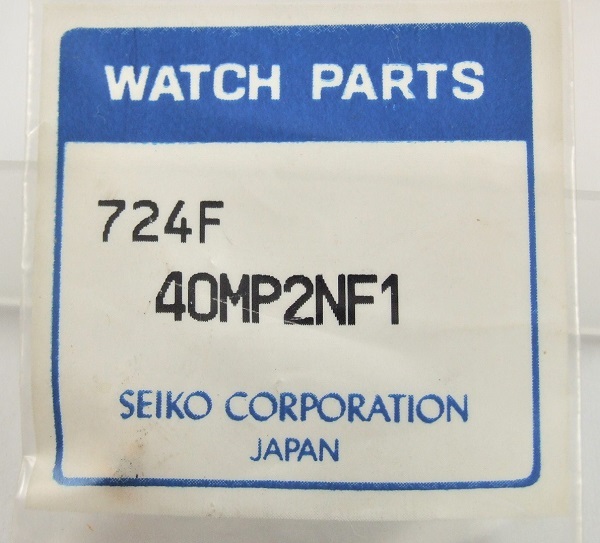 WATCH PARTS
724F
40MP2NF1
SEIKO CORPORATION
JAPAN